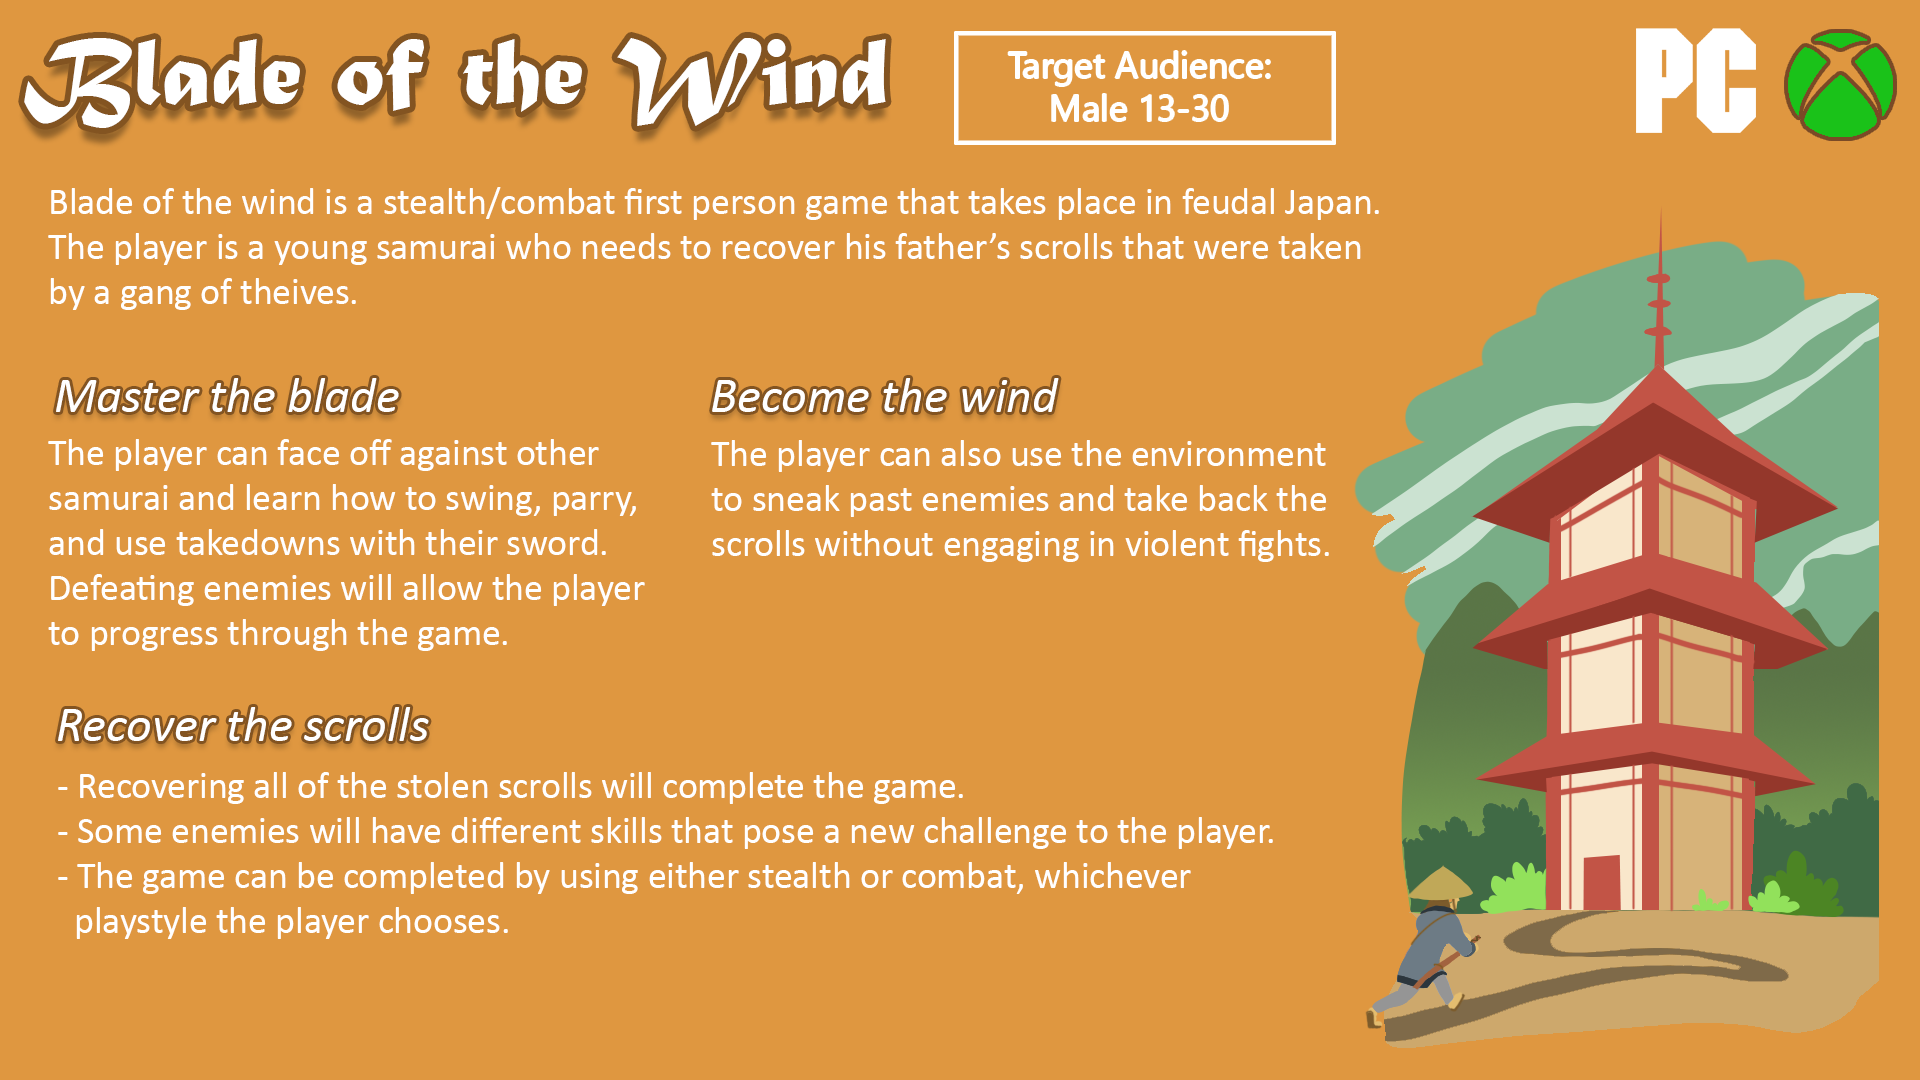 Blade of the Wind
Target Audience:
Male 13-30
PC
Blade of the wind is a stealth/combat first person game that takes place in feudal Japan.
The player is a young samurai who needs to recover his father’s scrolls that were taken
by a gang of theives.
Master the blade
The player can face off against other
samurai and learn how to swing, parry,
and use takedowns with their sword.
Defeating enemies will allow the player
to progress through the game.
Become the wind
The player can also use the environment
to sneak past enemies and take back the
scrolls without engaging in violent fights.
Recover the scrolls
- Recovering all of the stolen scrolls will complete the game.
- Some enemies will have different skills that pose a new challenge to the player.
- The game can be completed by using either stealth or combat, whichever
playstyle the player chooses.